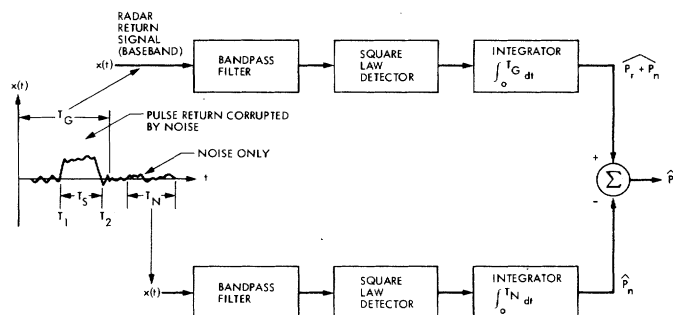 RADAR
RETURN
SIGNAL
(BASEBAND)
x(t)
BANDPASS
FILTER
SQUARE
LAW
DETECTOR
INTEGRATOR
∫₀^T_G dt
P_r + P_n
x(t)
T_G
PULSE RETURN CORRUPTED
BY NOISE
NOISE ONLY
t
T_S
T_N
T_1
T_2
+
Σ
P̂
-
x(t)
BANDPASS
FILTER
SQUARE
LAW
DETECTOR
INTEGRATOR
∫₀^T_N dt
P̂_n